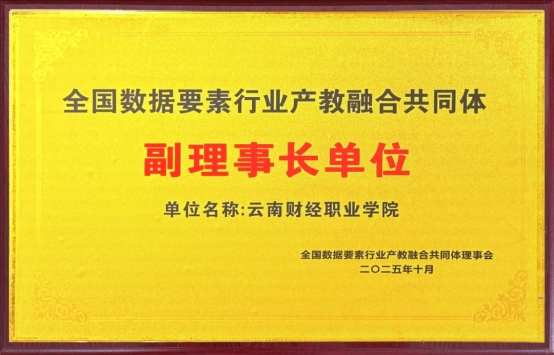 全国数据要素行业产教融合共同体
副理事长单位
单位名称:云南财经职业学院
全国数据要素行业产教融合共同体理事会
二〇二五年十月